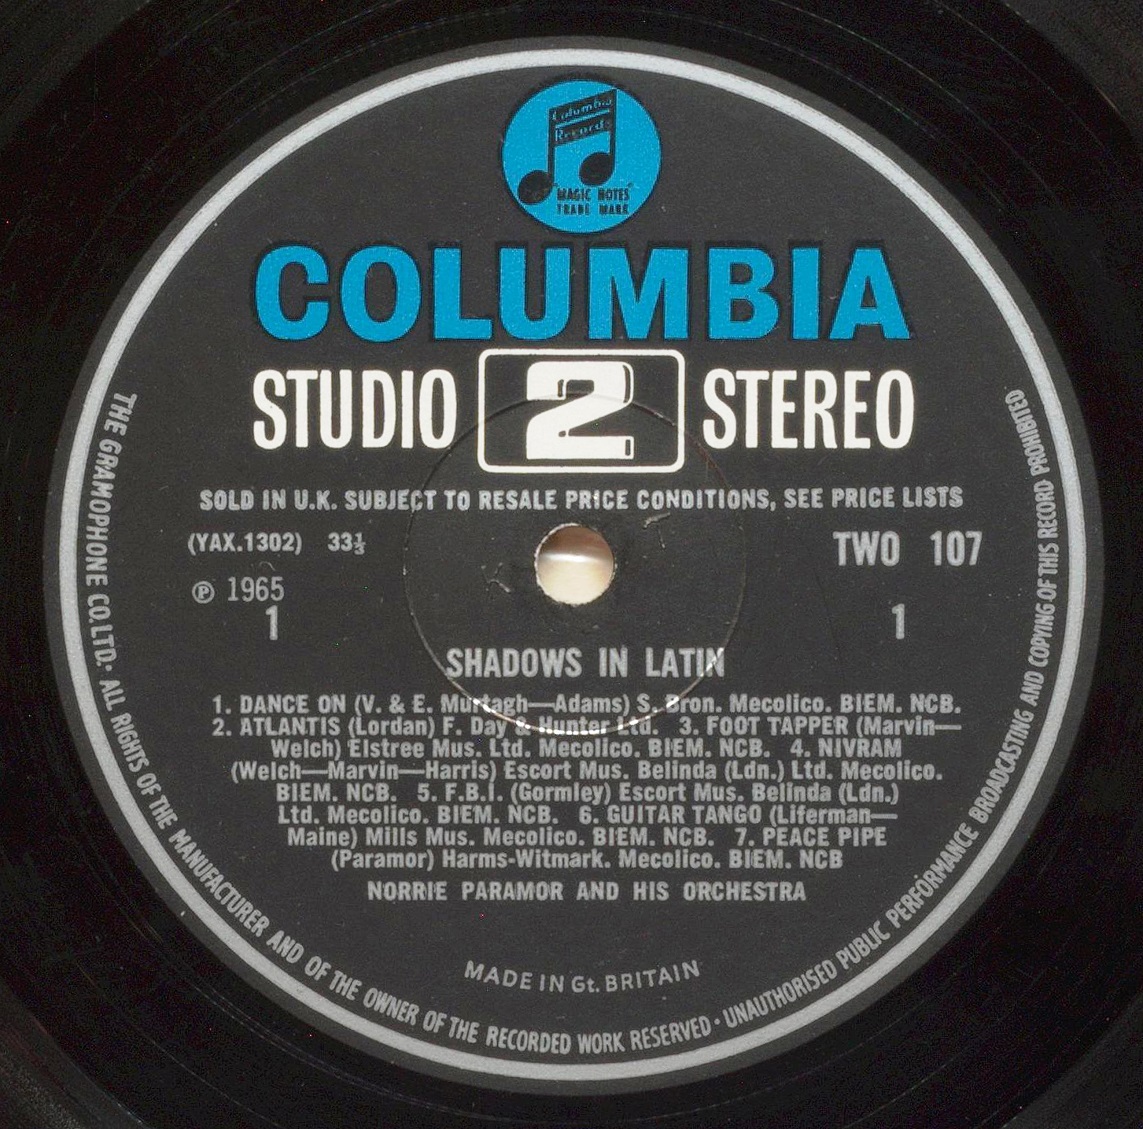 Columbia
Records
"MAGIC NOTES"
TRADE MARK
COLUMBIA
STUDIO 2 STEREO
SOLD IN U.K. SUBJECT TO RESALE PRICE CONDITIONS, SEE PRICE LISTS
(YAX.1302) 33⅓ TWO 107
℗ 1965
1 1
SHADOWS IN LATIN
1. DANCE ON (V. & E. Murtagh—Adams) S. Bron. Mecolico. BIEM. NCB.
2. ATLANTIS (Lordan) F. Day & Hunter Ltd. 3. FOOT TAPPER (Marvin—
Welch) Elstree Mus. Ltd. Mecolico. BIEM. NCB. 4. NIVRAM
(Welch—Marvin—Harris) Escort Mus. Belinda (Ldn.) Ltd. Mecolico.
BIEM. NCB. 5. F.B.I. (Gormley) Escort Mus. Belinda (Ldn.)
Ltd. Mecolico. BIEM. NCB. 6. GUITAR TANGO (Liferman—
Maine) Mills Mus. Mecolico. BIEM. NCB. 7. PEACE PIPE
(Paramor) Harms-Witmark. Mecolico. BIEM. NCB
NORRIE PARAMOR AND HIS ORCHESTRA
MADE IN Gt. BRITAIN
THE GRAMOPHONE CO. LTD. · ALL RIGHTS OF THE MANUFACTURER AND OF THE OWNER OF THE RECORDED WORK RESERVED · UNAUTHORISED PUBLIC PERFORMANCE BROADCASTING AND COPYING OF THIS RECORD PROHIBITED